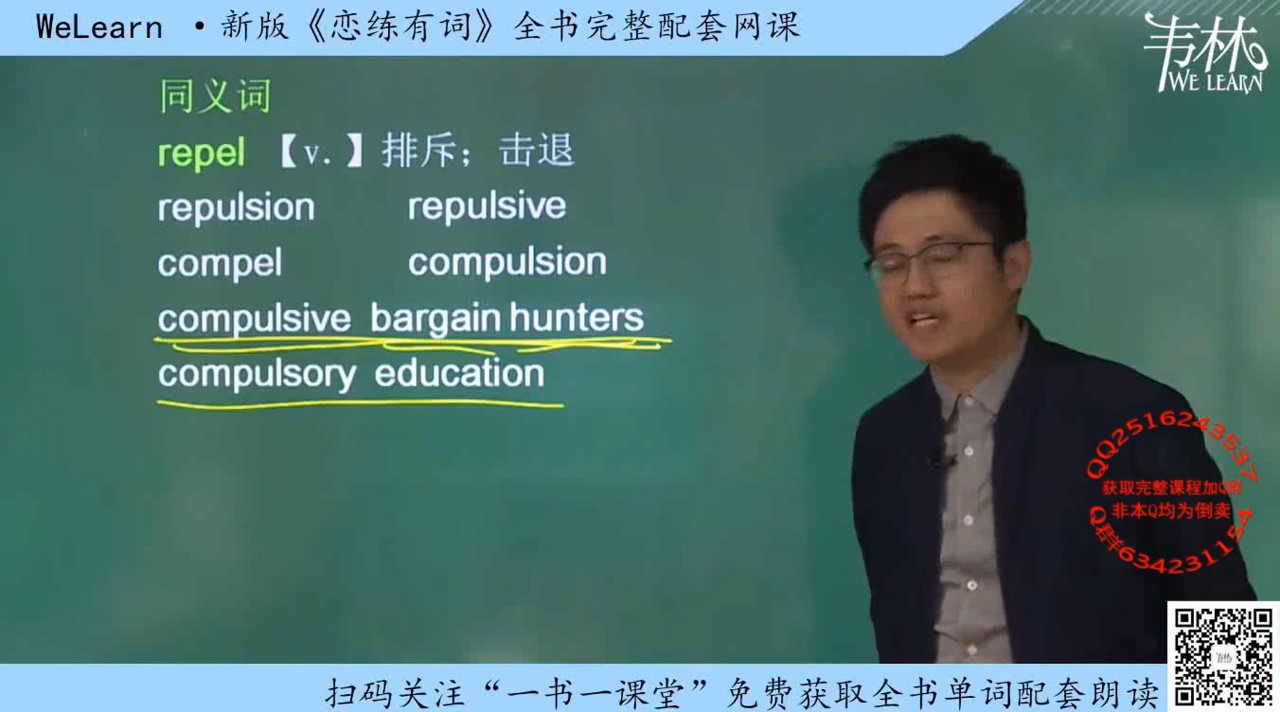 WeLearn ·新版《恋练有词》全书完整配套网课
韦林
WE LEARN
同义词
repel 【v.】排斥；击退
repulsion repulsive
compel compulsion
compulsive bargain hunters
compulsory education
QQ2516243537
获取完整课程加Q群
非本Q均为倒卖
Q群634231154
扫码关注“一书一课堂”免费获取全书单词配套朗读